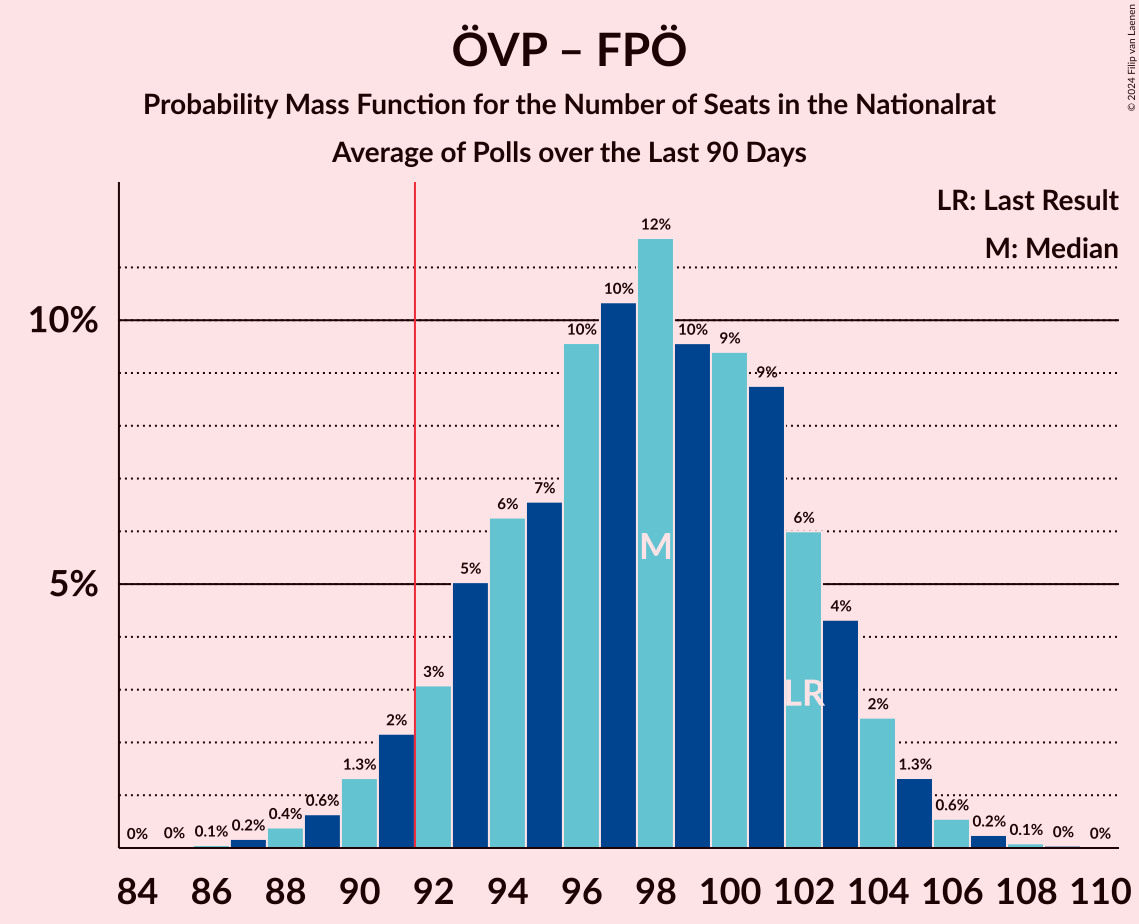 ÖVP – FPÖ
Probability Mass Function for the Number of Seats in the Nationalrat
Average of Polls over the Last 90 Days
© 2024 Filip van Laenen
LR: Last Result
M: Median
10%
5%
0% 0% 0.1% 0.2% 0.4% 0.6% 1.3% 2% 3% 5% 6% 7% 10% 10% 12% 10% 9% 9% 6% 4% 2% 1.3% 0.6% 0.2% 0.1% 0% 0%
M
LR
84 86 88 90 92 94 96 98 100 102 104 106 108 110